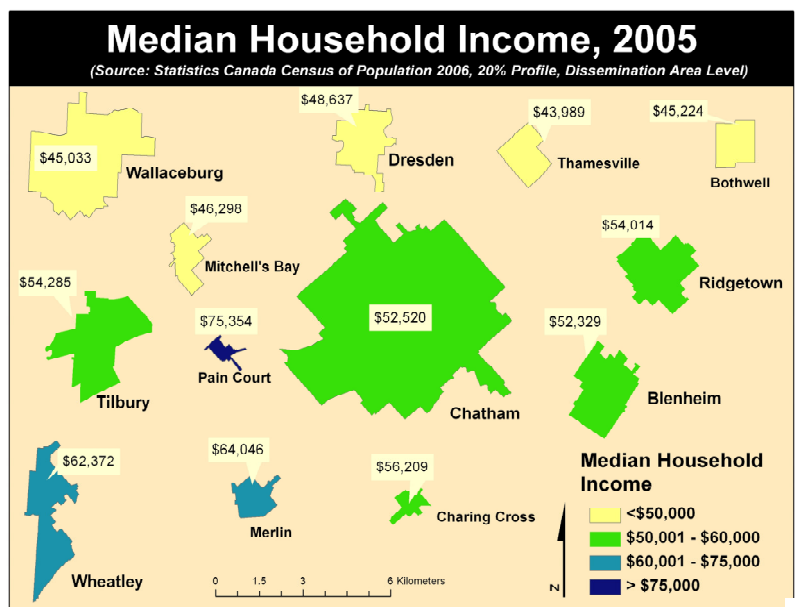 Median Household Income, 2005
(Source: Statistics Canada Census of Population 2006, 20% Profile, Dissemination Area Level)
$45,033
Wallaceburg
$48,637
Dresden
$43,989
Thamesville
$45,224
Bothwell
$46,298
Mitchell's Bay
$54,014
Ridgetown
$54,285
Tilbury
$75,354
Pain Court
$52,520
Chatham
$52,329
Blenheim
$62,372
Wheatley
$64,046
Merlin
$56,209
Charing Cross
Median Household
Income
<$50,000
$50,001 - $60,000
$60,001 - $75,000
> $75,000
0 1.5 3 6 Kilometers
N